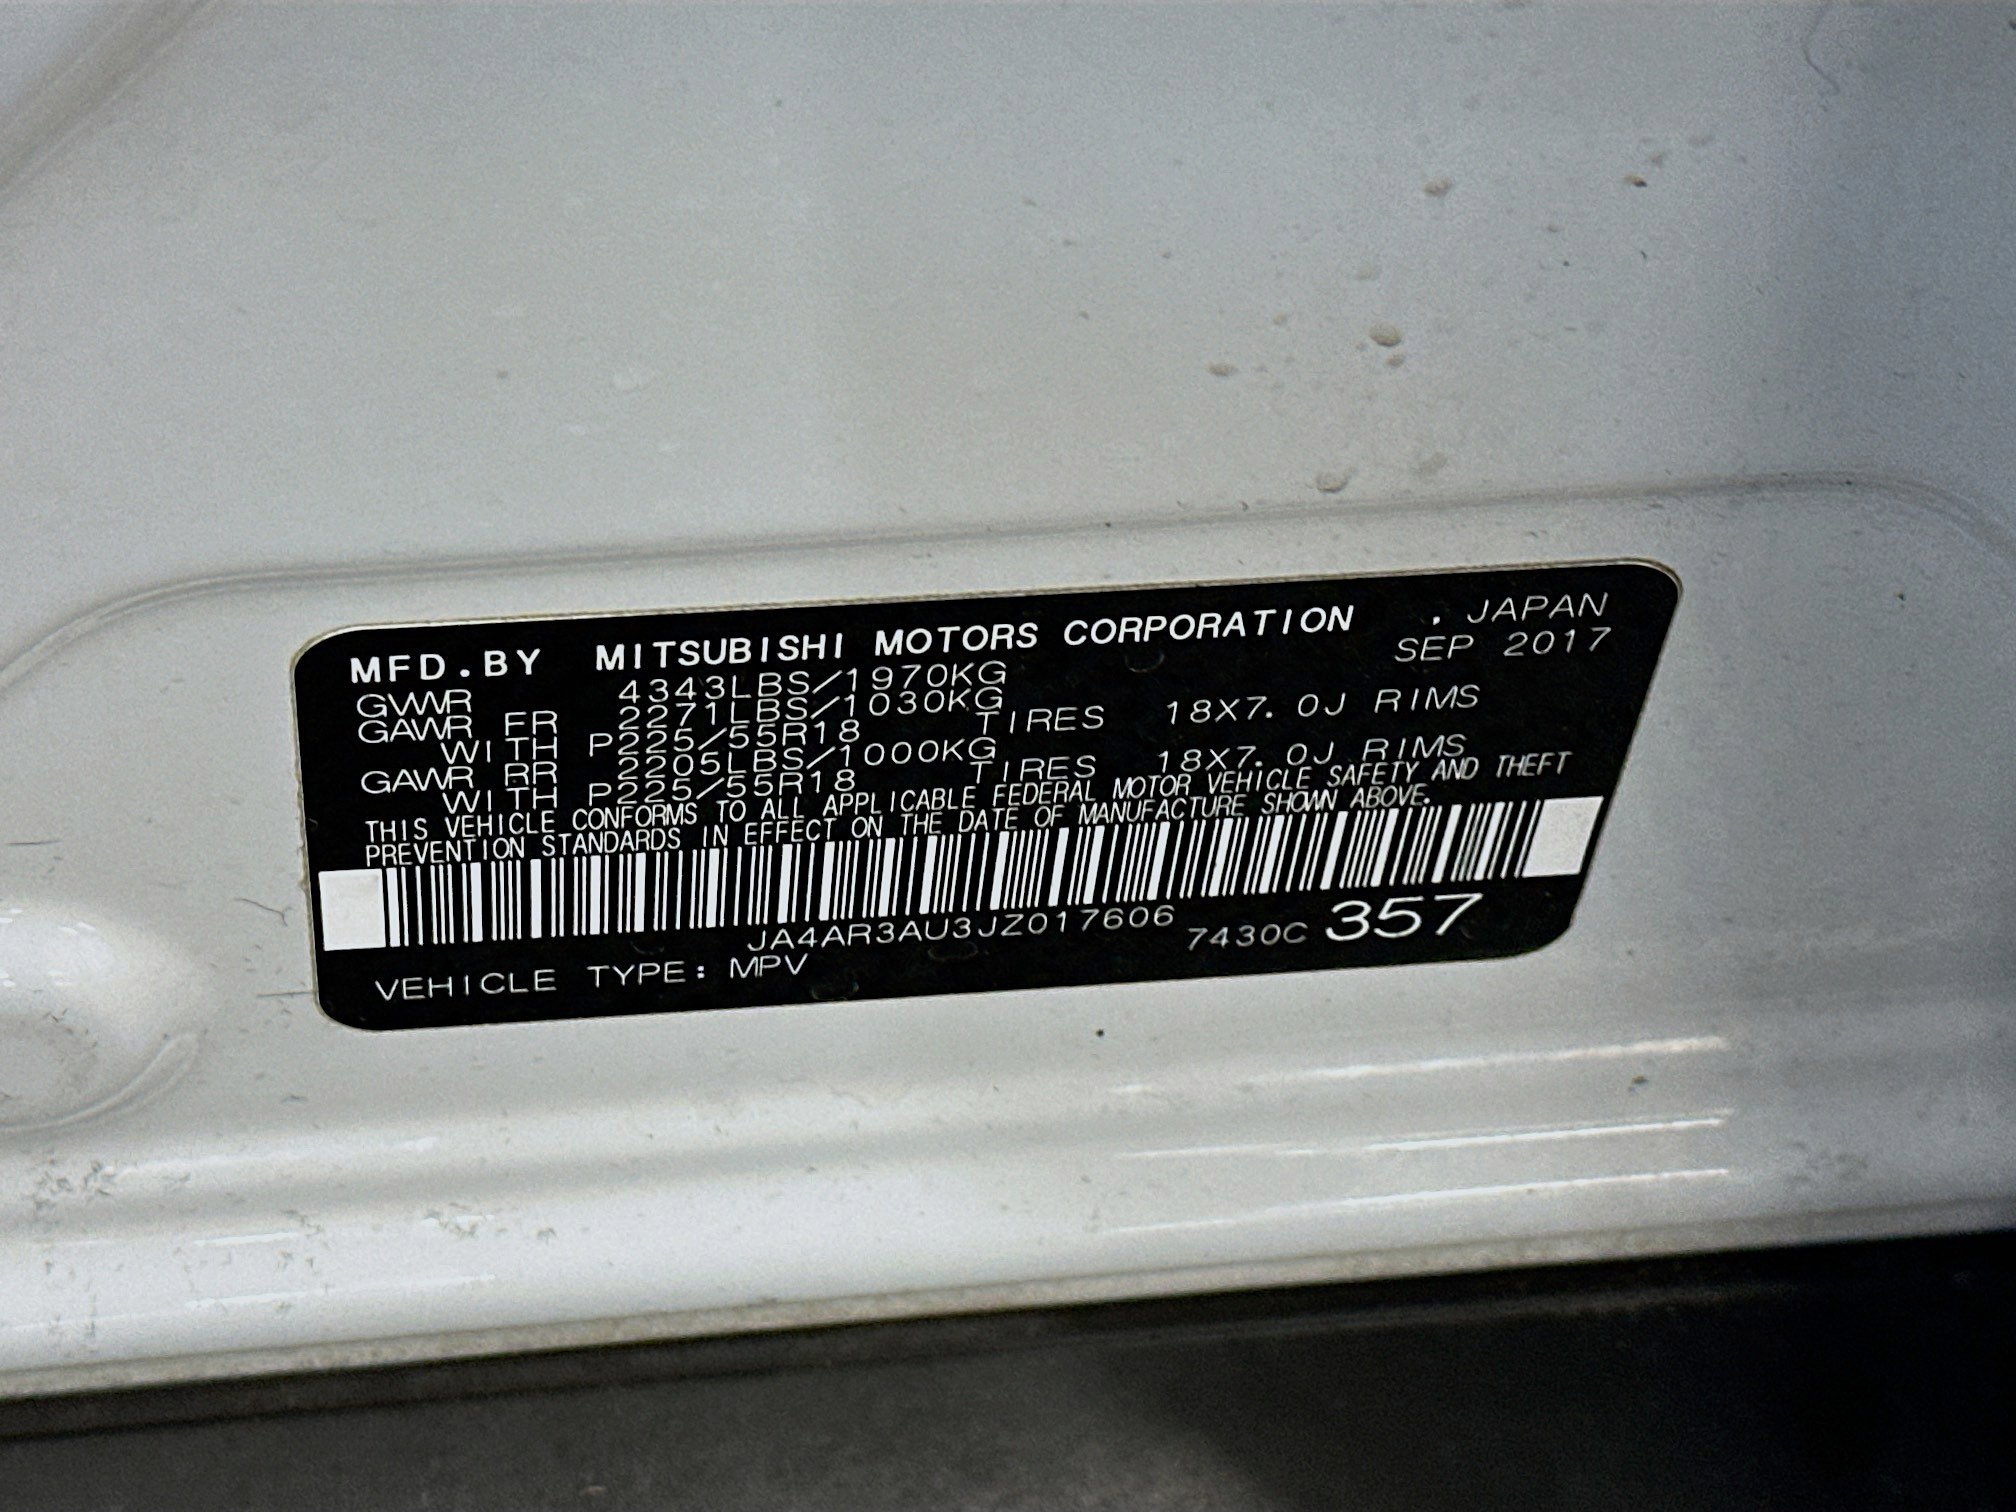 MFD.BY MITSUBISHI MOTORS CORPORATION , JAPAN
SEP 2017
GVWR 4343LBS/1970KG
GAWR FR 2271LBS/1030KG
WITH P225/55R18 TIRES 18X7.0J RIMS
GAWR RR 2205LBS/1000KG
WITH P225/55R18 TIRES 18X7.0J RIMS
THIS VEHICLE CONFORMS TO ALL APPLICABLE FEDERAL MOTOR VEHICLE SAFETY AND THEFT
PREVENTION STANDARDS IN EFFECT ON THE DATE OF MANUFACTURE SHOWN ABOVE.
JA4AR3AU3JZ017606 7430C 357
VEHICLE TYPE: MPV